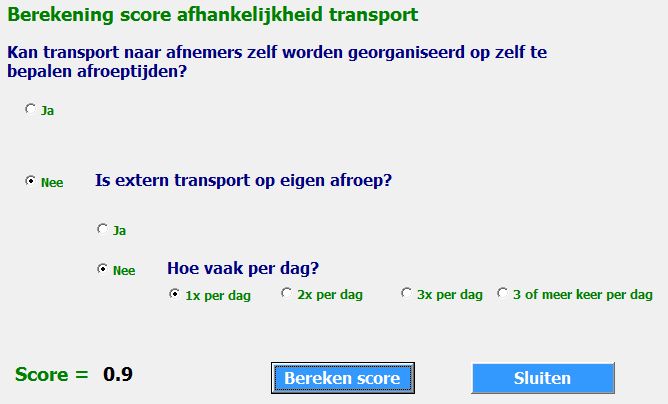 Berekening score afhankelijkheid transport
Kan transport naar afnemers zelf worden georganiseerd op zelf te
bepalen afroeptijden?
Ja
Nee Is extern transport op eigen afroep?
Ja
Nee Hoe vaak per dag?
1x per dag 2x per dag 3x per dag 3 of meer keer per dag
Score = 0.9 Bereken score Sluiten